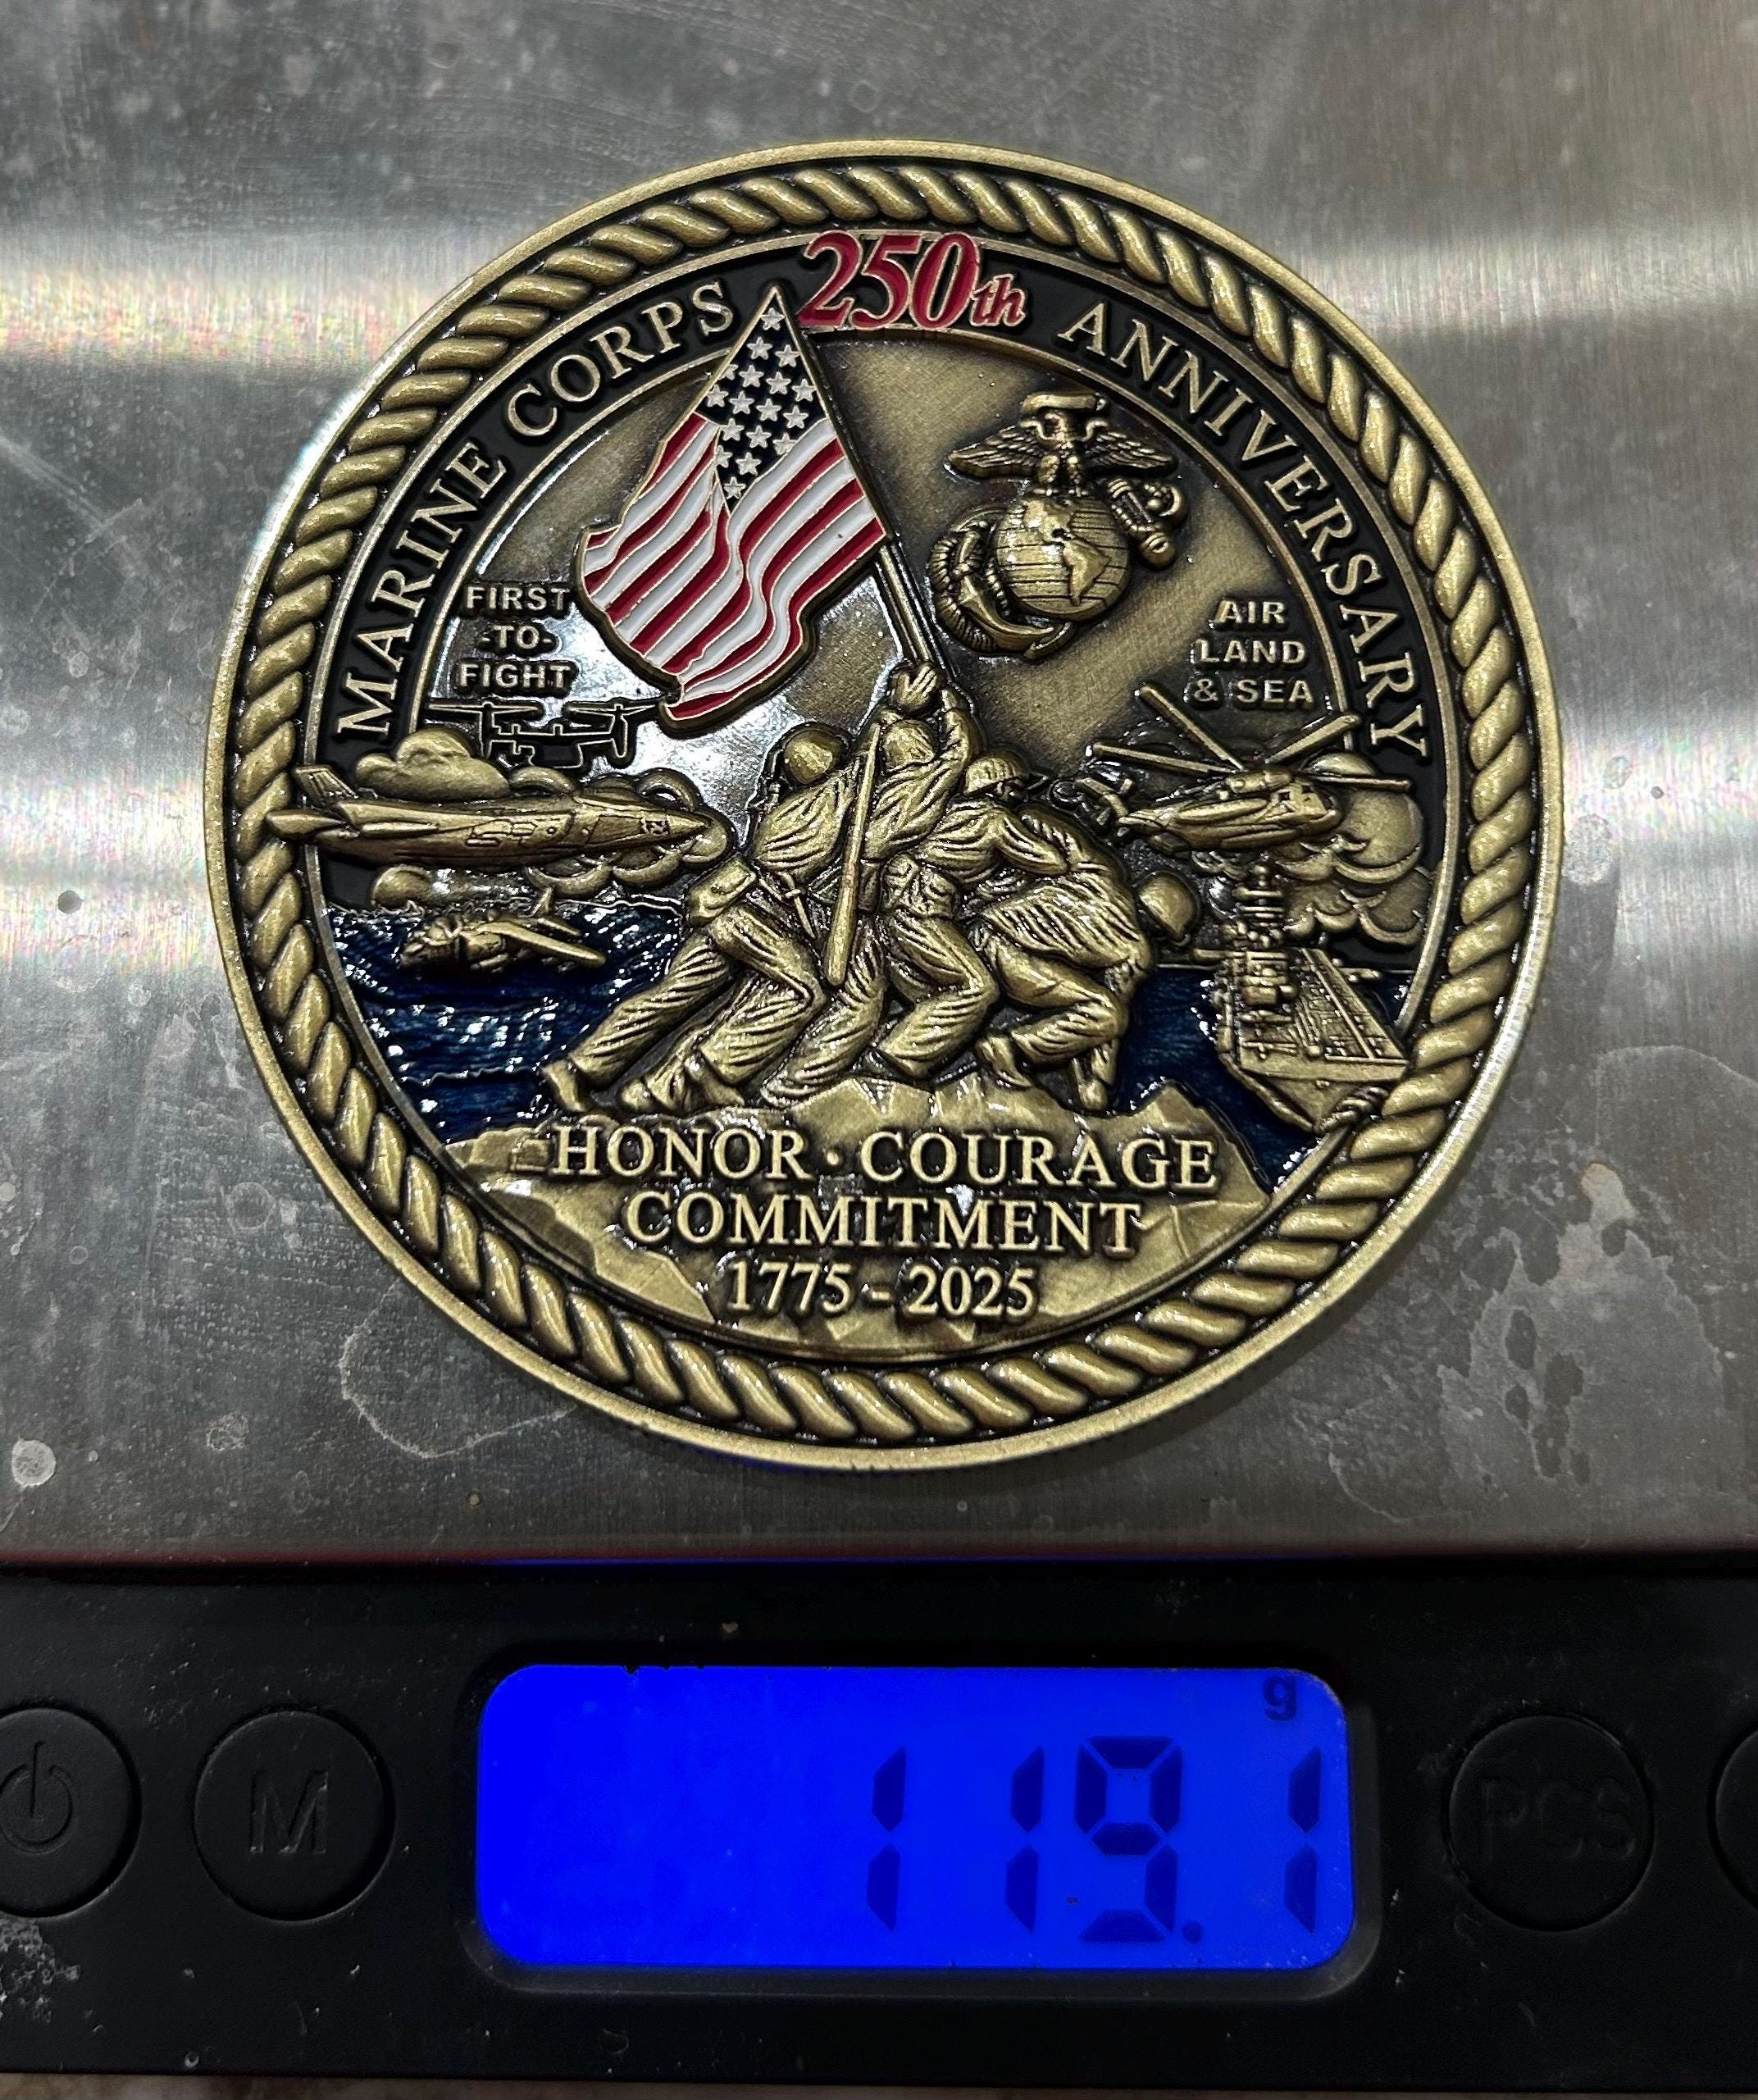 MARINE CORPS 250th ANNIVERSARY
FIRST
-TO-
FIGHT
AIR
LAND
& SEA
HONOR · COURAGE
COMMITMENT
1775 - 2025
g
119.1
M
PCS